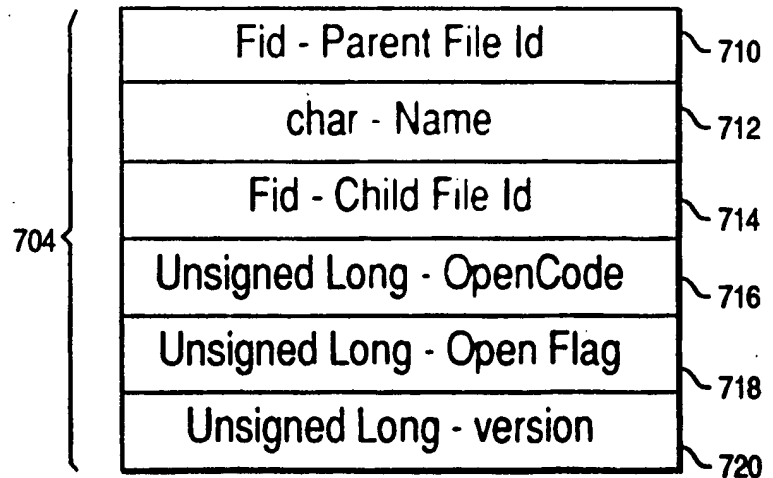 Fid - Parent File Id
710
char - Name
712
Fid - Child File Id
714
704
Unsigned Long - OpenCode
716
Unsigned Long - Open Flag
718
Unsigned Long - version
720